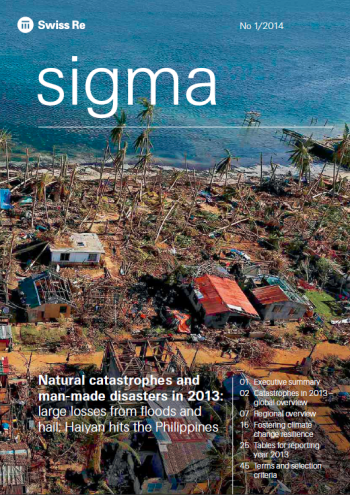 Swiss Re
No 1/2014
sigma
Natural catastrophes and
man-made disasters in 2013:
large losses from floods and
hail; Haiyan hits the Philippines
01 Executive summary
02 Catastrophes in 2013 –
global overview
07 Regional overview
15 Fostering climate
change resilience
25 Tables for reporting
year 2013
45 Terms and selection
criteria